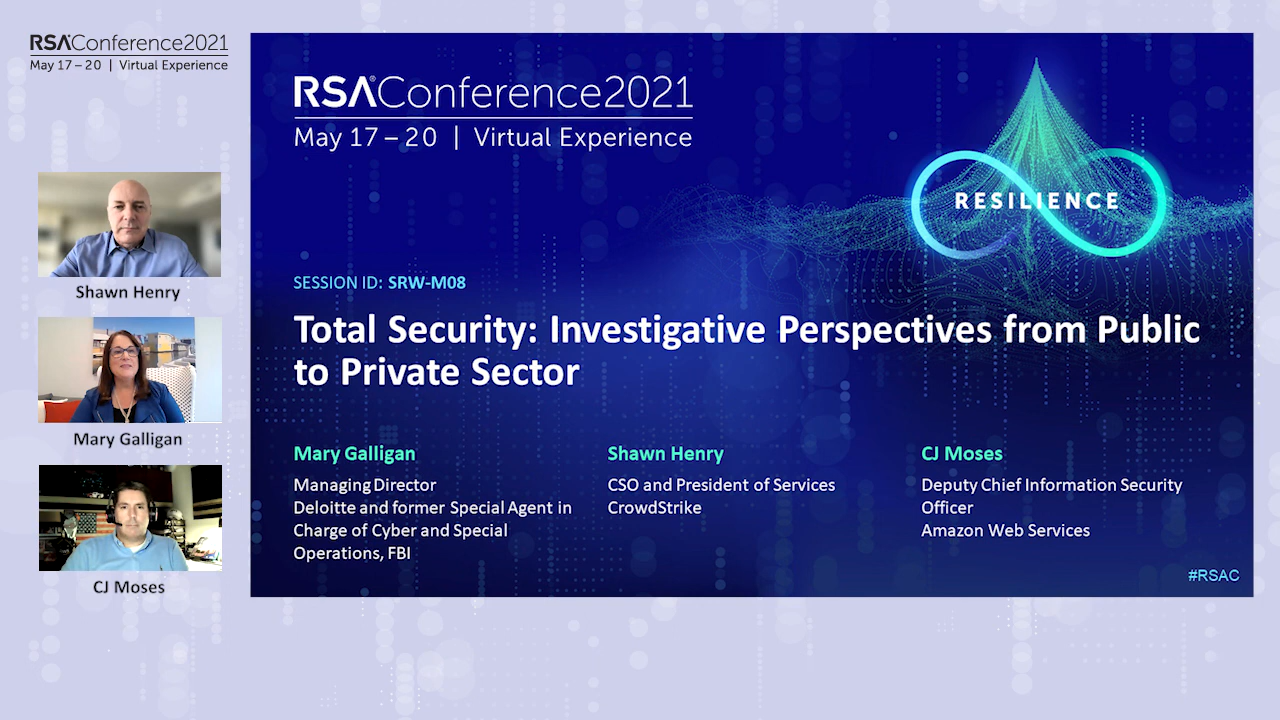 RSAConference2021
May 17 – 20 | Virtual Experience
Shawn Henry
Mary Galligan
CJ Moses
RSA®Conference2021
May 17 – 20 | Virtual Experience
RESILIENCE
SESSION ID: SRW-M08
Total Security: Investigative Perspectives from Public
to Private Sector
Mary Galligan
Managing Director
Deloitte and former Special Agent in
Charge of Cyber and Special
Operations, FBI
Shawn Henry
CSO and President of Services
CrowdStrike
CJ Moses
Deputy Chief Information Security
Officer
Amazon Web Services
#RSAC